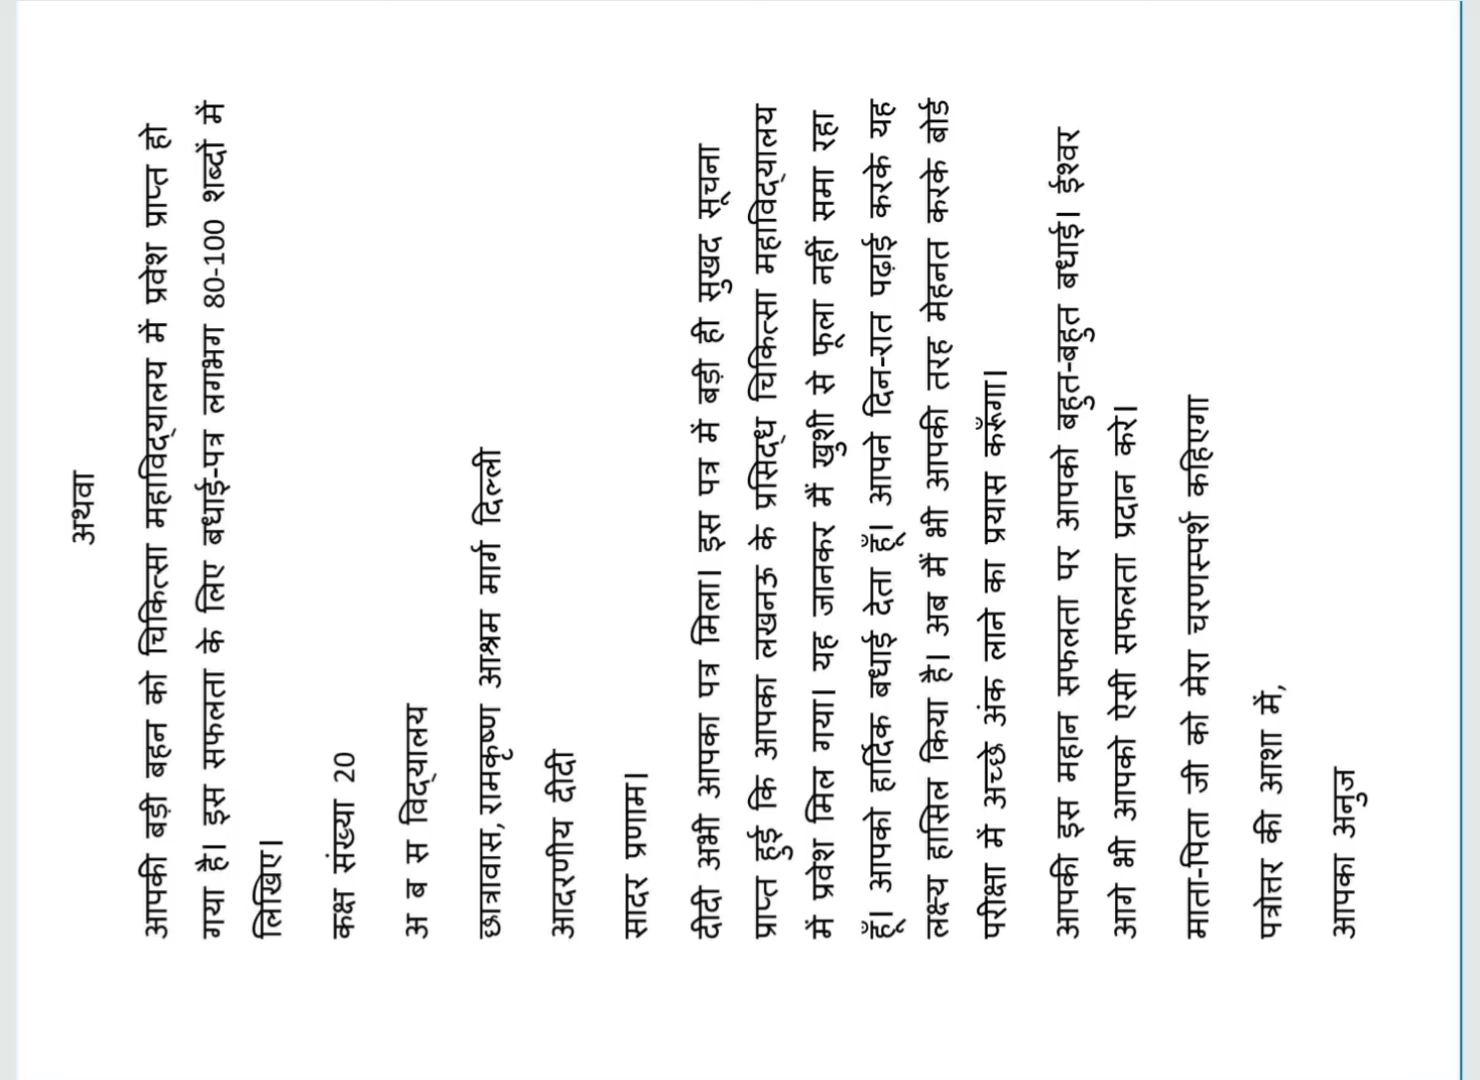 अथवा
आपकी बड़ी बहन को चिकित्सा महाविद्यालय में प्रवेश प्राप्त हो
गया है। इस सफलता के लिए बधाई-पत्र लगभग 80-100 शब्दों में
लिखिए।
कक्ष संख्या 20
अ ब स विद्यालय
छात्रावास, रामकृष्ण आश्रम मार्ग दिल्ली
आदरणीय दीदी
सादर प्रणाम।
दीदी अभी आपका पत्र मिला। इस पत्र में बड़ी ही सुखद सूचना
प्राप्त हुई कि आपका लखनऊ के प्रसिद्ध चिकित्सा महाविद्यालय
में प्रवेश मिल गया। यह जानकर मैं खुशी से फूला नहीं समा रहा
हूँ। आपको हार्दिक बधाई देता हूँ। आपने दिन-रात पढ़ाई करके यह
लक्ष्य हासिल किया है। अब मैं भी आपकी तरह मेहनत करके बोर्ड
परीक्षा में अच्छे अंक लाने का प्रयास करूँगा।
आपकी इस महान सफलता पर आपको बहुत-बहुत बधाई। ईश्वर
आगे भी आपको ऐसी सफलता प्रदान करे।
माता-पिता जी को मेरा चरणस्पर्श कहिएगा
पत्रोत्तर की आशा में,
आपका अनुज